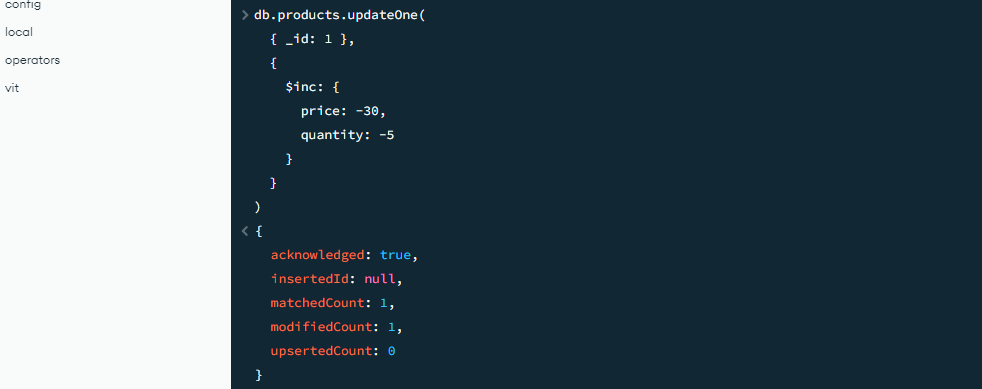 config
local
operators
vit
> db.products.updateOne(
{ _id: 1 },
{
$inc: {
price: -30,
quantity: -5
}
}
)
< {
acknowledged: true,
insertedId: null,
matchedCount: 1,
modifiedCount: 1,
upsertedCount: 0
}